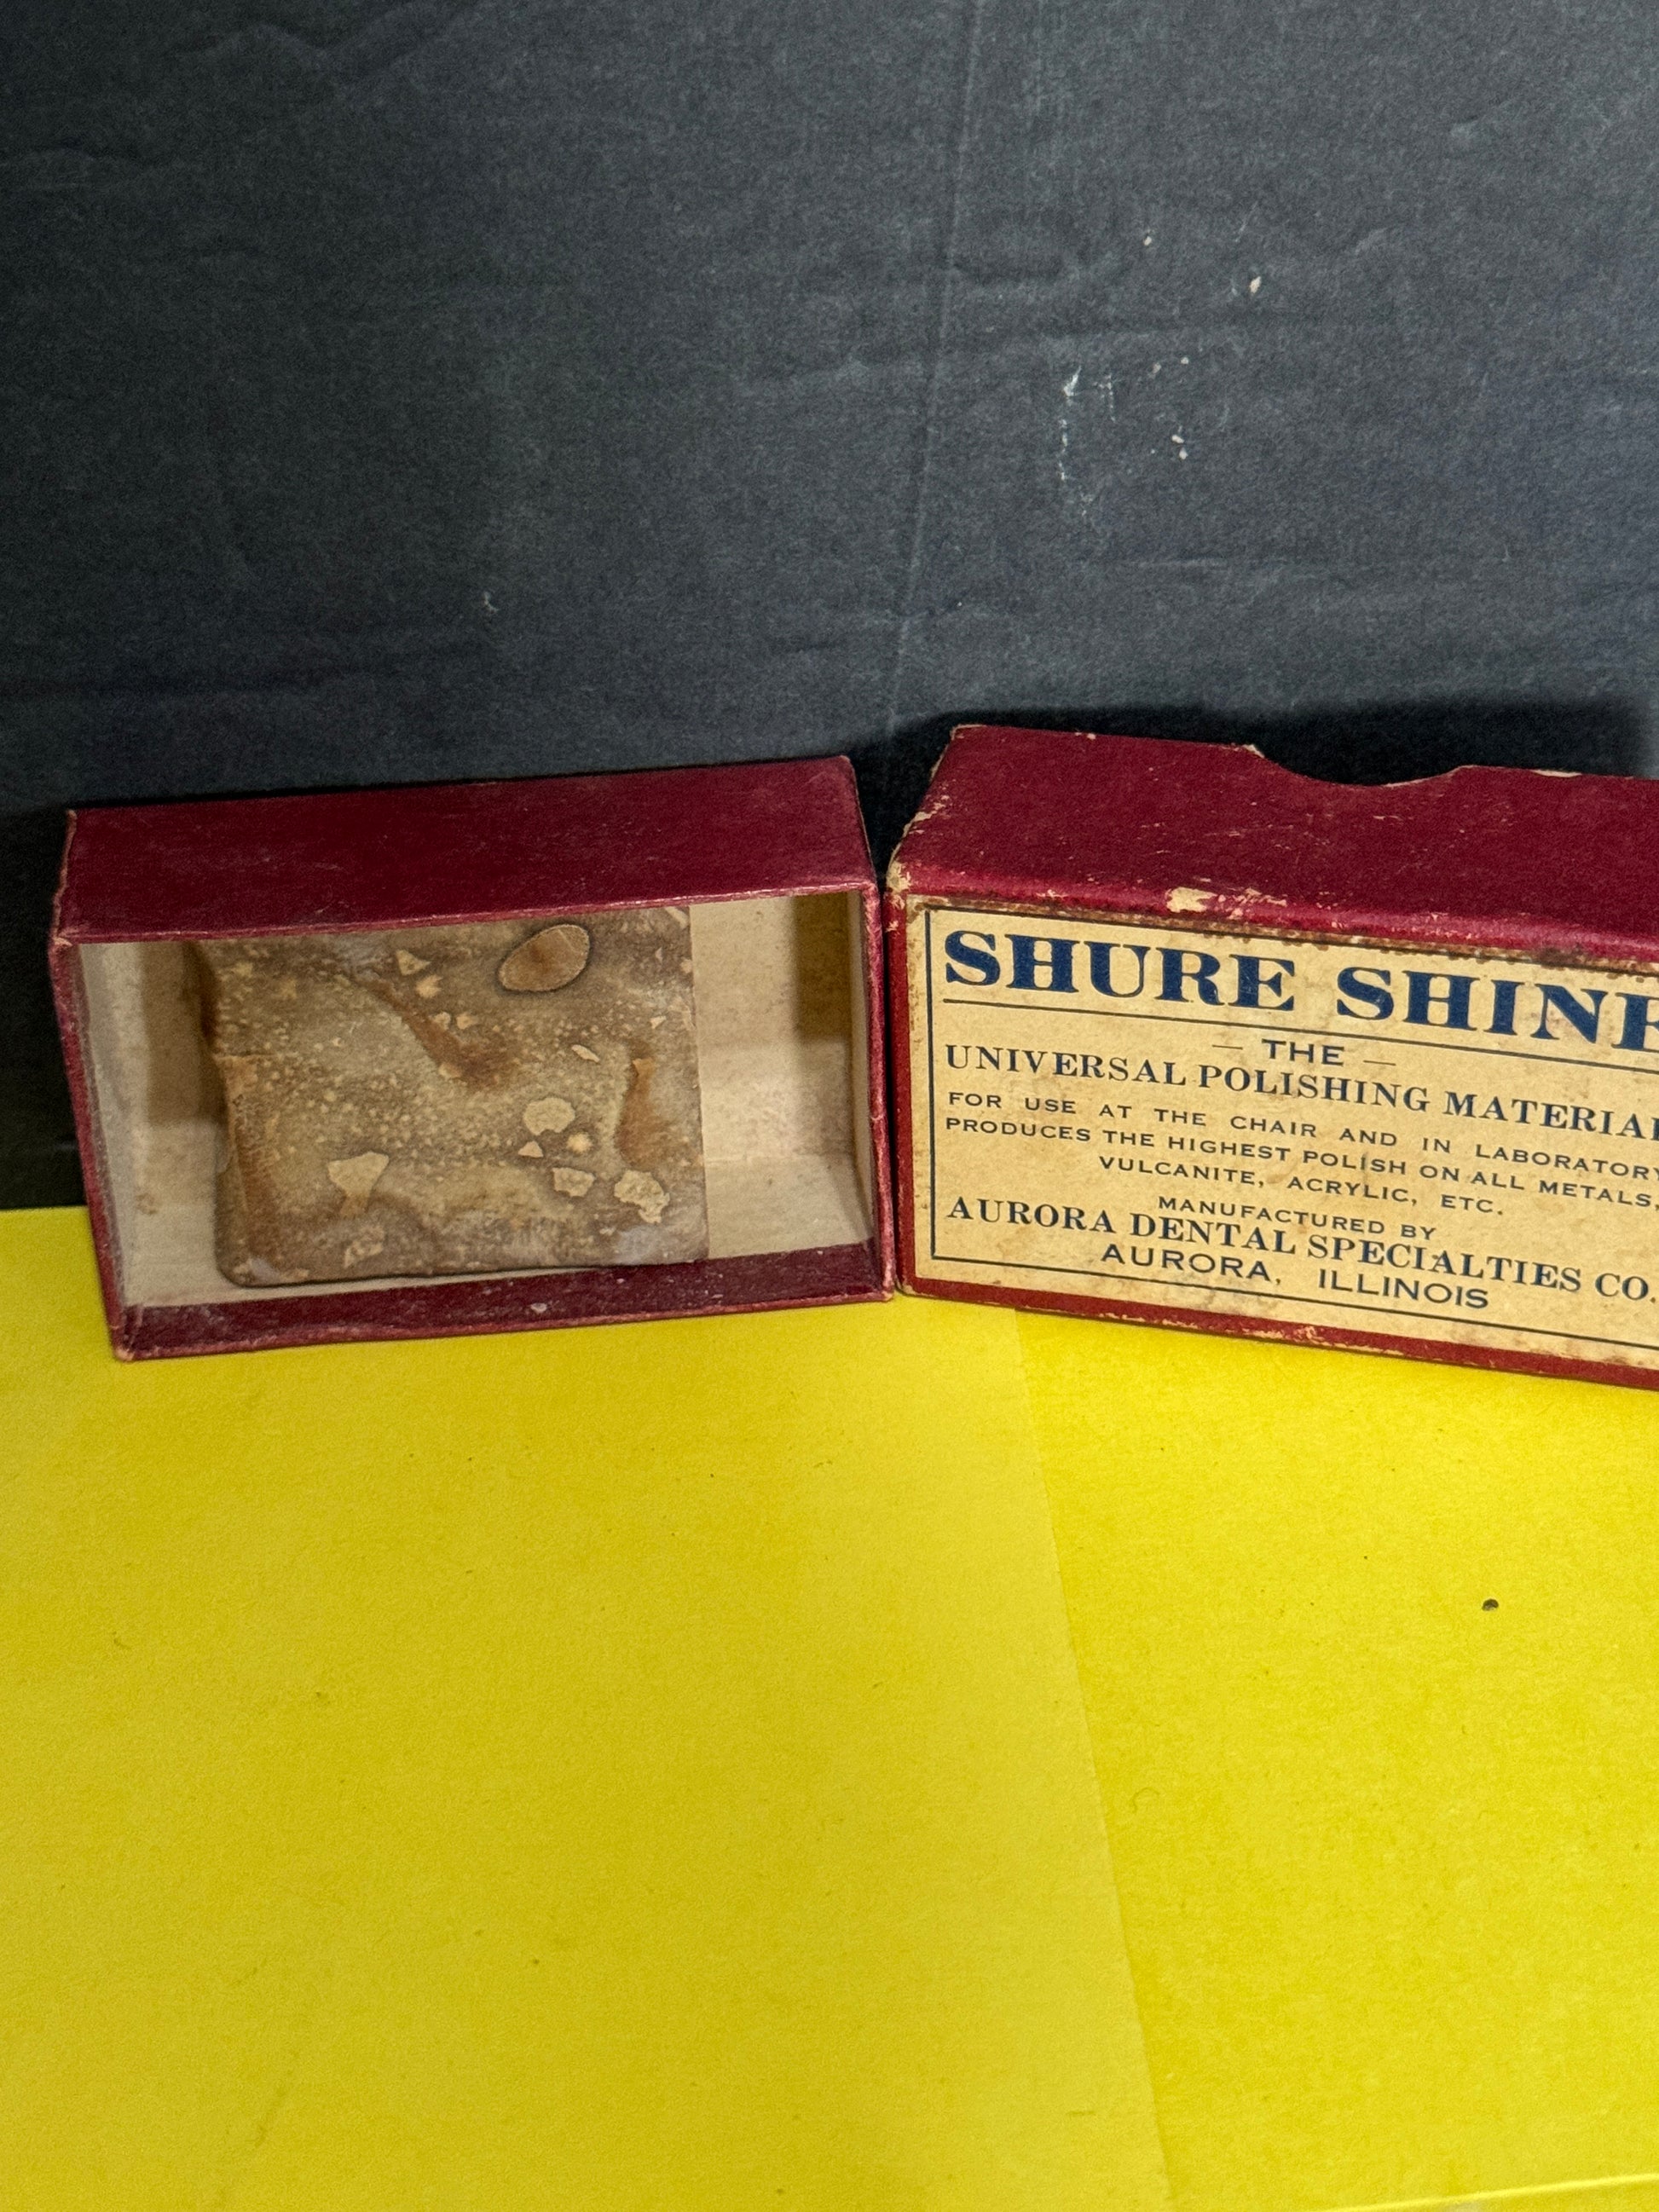 SHURE SHINE
— THE —
UNIVERSAL POLISHING MATERIAL
FOR USE AT THE CHAIR AND IN LABORATORY
PRODUCES THE HIGHEST POLISH ON ALL METALS,
VULCANITE, ACRYLIC, ETC.
MANUFACTURED BY
AURORA DENTAL SPECIALTIES CO.
AURORA, ILLINOIS